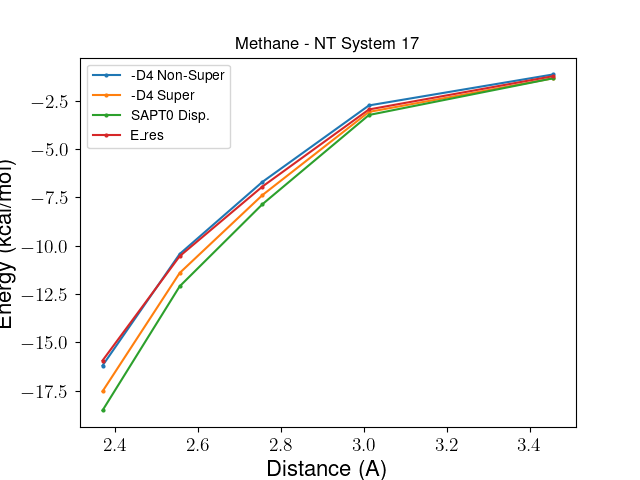 Methane - NT System 17
-D4 Non-Super
-D4 Super
SAPT0 Disp.
E_res
−2.5
−5.0
−7.5
−10.0
−12.5
−15.0
−17.5
Energy (kcal/mol)
2.4 2.6 2.8 3.0 3.2 3.4
Distance (A)